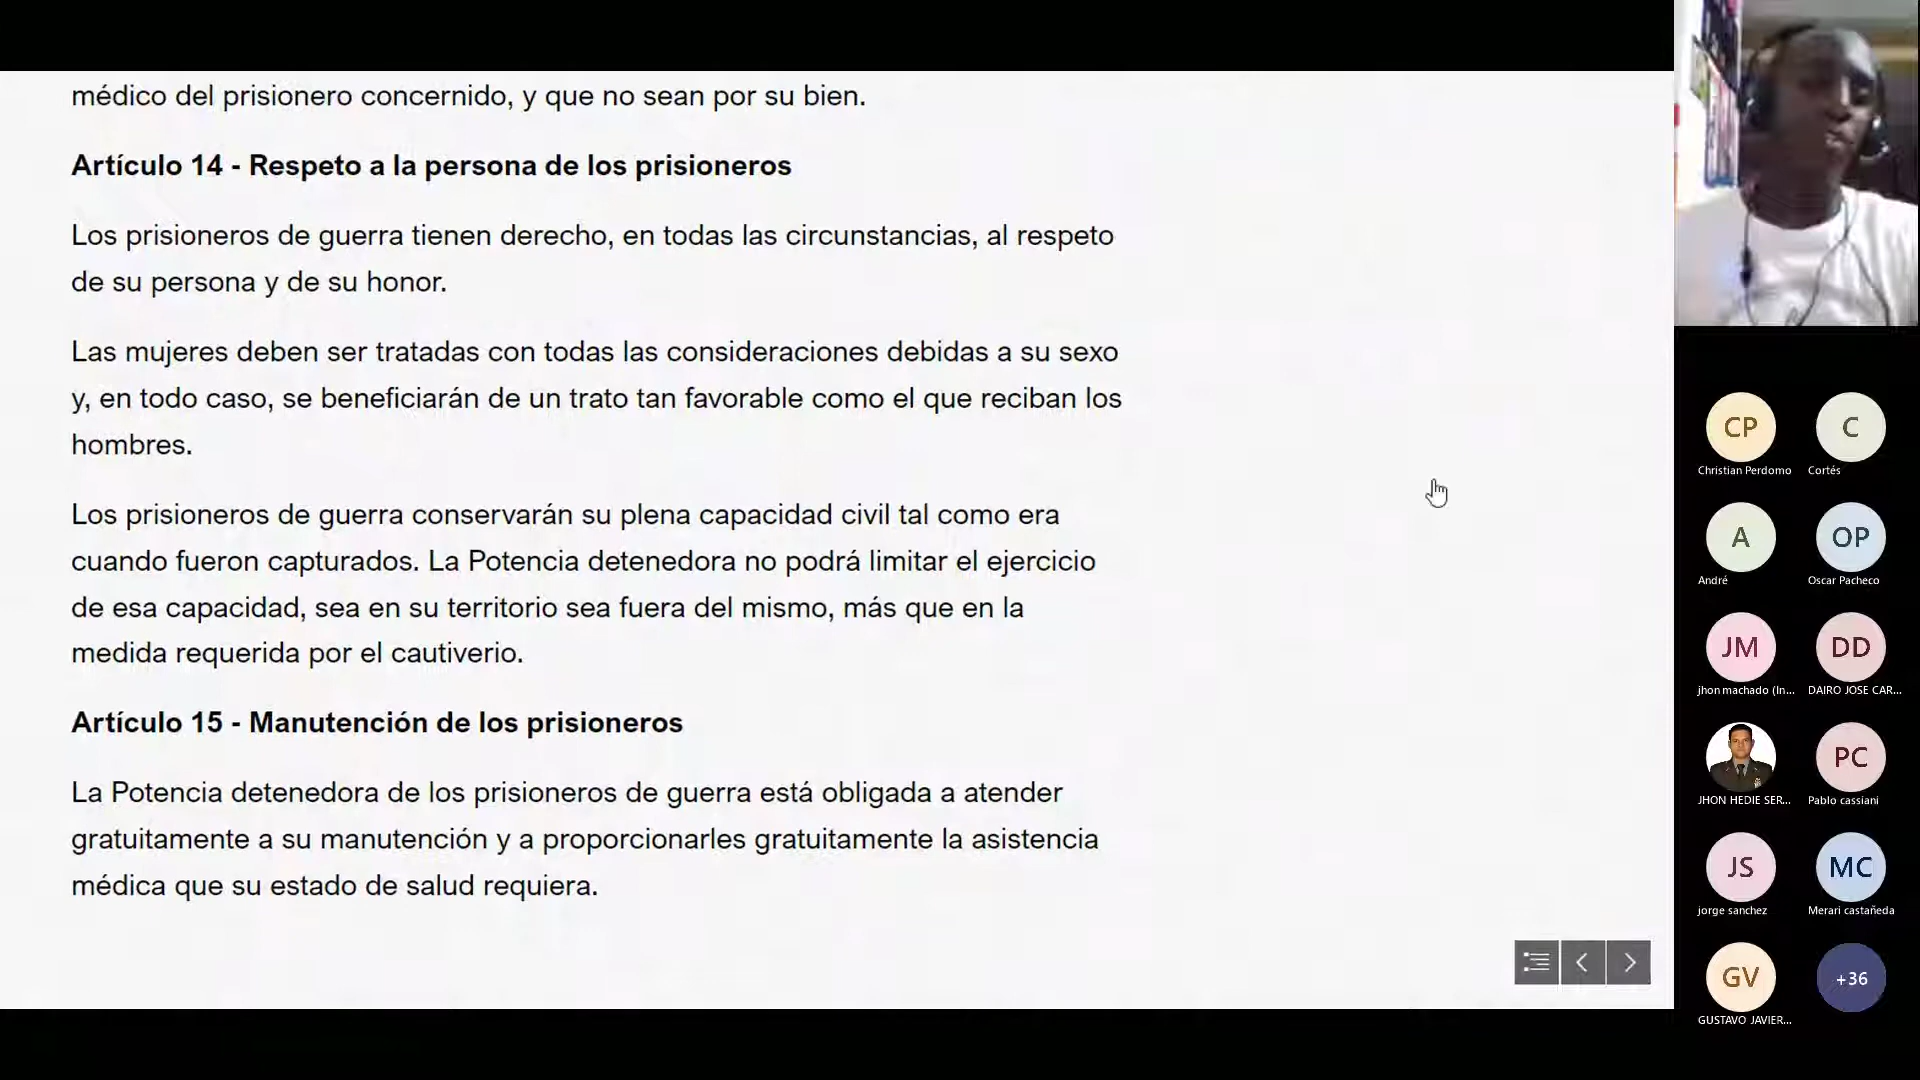 médico del prisionero concernido, y que no sean por su bien.
Artículo 14 - Respeto a la persona de los prisioneros
Los prisioneros de guerra tienen derecho, en todas las circunstancias, al respeto
de su persona y de su honor.
Las mujeres deben ser tratadas con todas las consideraciones debidas a su sexo
y, en todo caso, se beneficiarán de un trato tan favorable como el que reciban los
hombres.
Los prisioneros de guerra conservarán su plena capacidad civil tal como era
cuando fueron capturados. La Potencia detenedora no podrá limitar el ejercicio
de esa capacidad, sea en su territorio sea fuera del mismo, más que en la
medida requerida por el cautiverio.
Artículo 15 - Manutención de los prisioneros
La Potencia detenedora de los prisioneros de guerra está obligada a atender
gratuitamente a su manutención y a proporcionarles gratuitamente la asistencia
médica que su estado de salud requiera.
CP C
Christian Perdomo Cortés
A OP
André Oscar Pacheco
JM DD
jhon machado (In... DAIRO JOSE CAR...
PC
JHON HEDIE SER... Pablo cassiani
JS MC
jorge sanchez Merari castañeda
GV +36
GUSTAVO JAVIER...